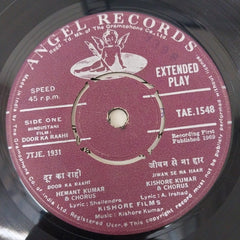 ANGEL RECORDS
EXTENDED
PLAY
SPEED
45 r.p.m.
TAE. 1548
SIDE ONE
HINDUSTANI
FILM
DOOR KA RAAHI
Recording First
Published 1969
7TJE. 1931
दूर का राही
DOOR KA RAAHI
HEMANT KUMAR
& CHORUS
Lyric: Shailendra
जीवन से ना हार
JIWAN SE NA HAAR
KISHORE KUMAR
& CHORUS
Lyric: A. Irshad
KISHORE FILMS
Music: Kishore Kumar